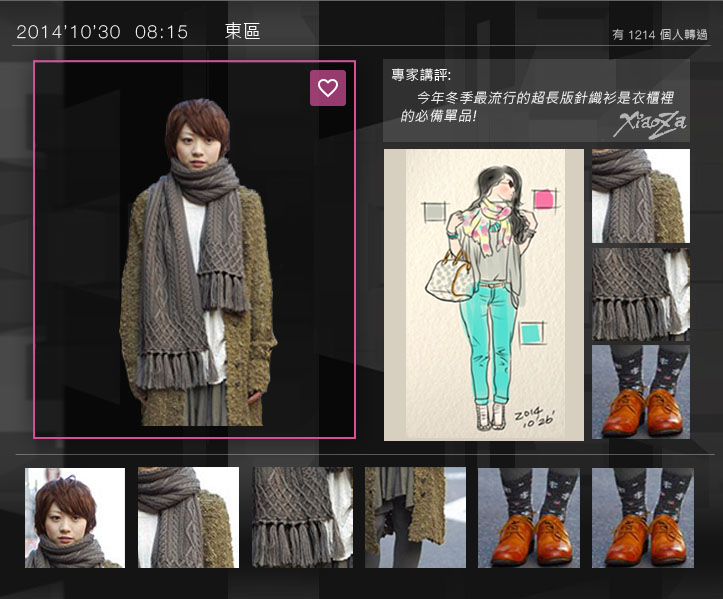 2014'10'30 08:15 東區
有 1214 個人轉過
專家講評:
今年冬季最流行的超長版針織衫是衣櫃裡
的必備單品!
XiaoZa
2014
10'26'